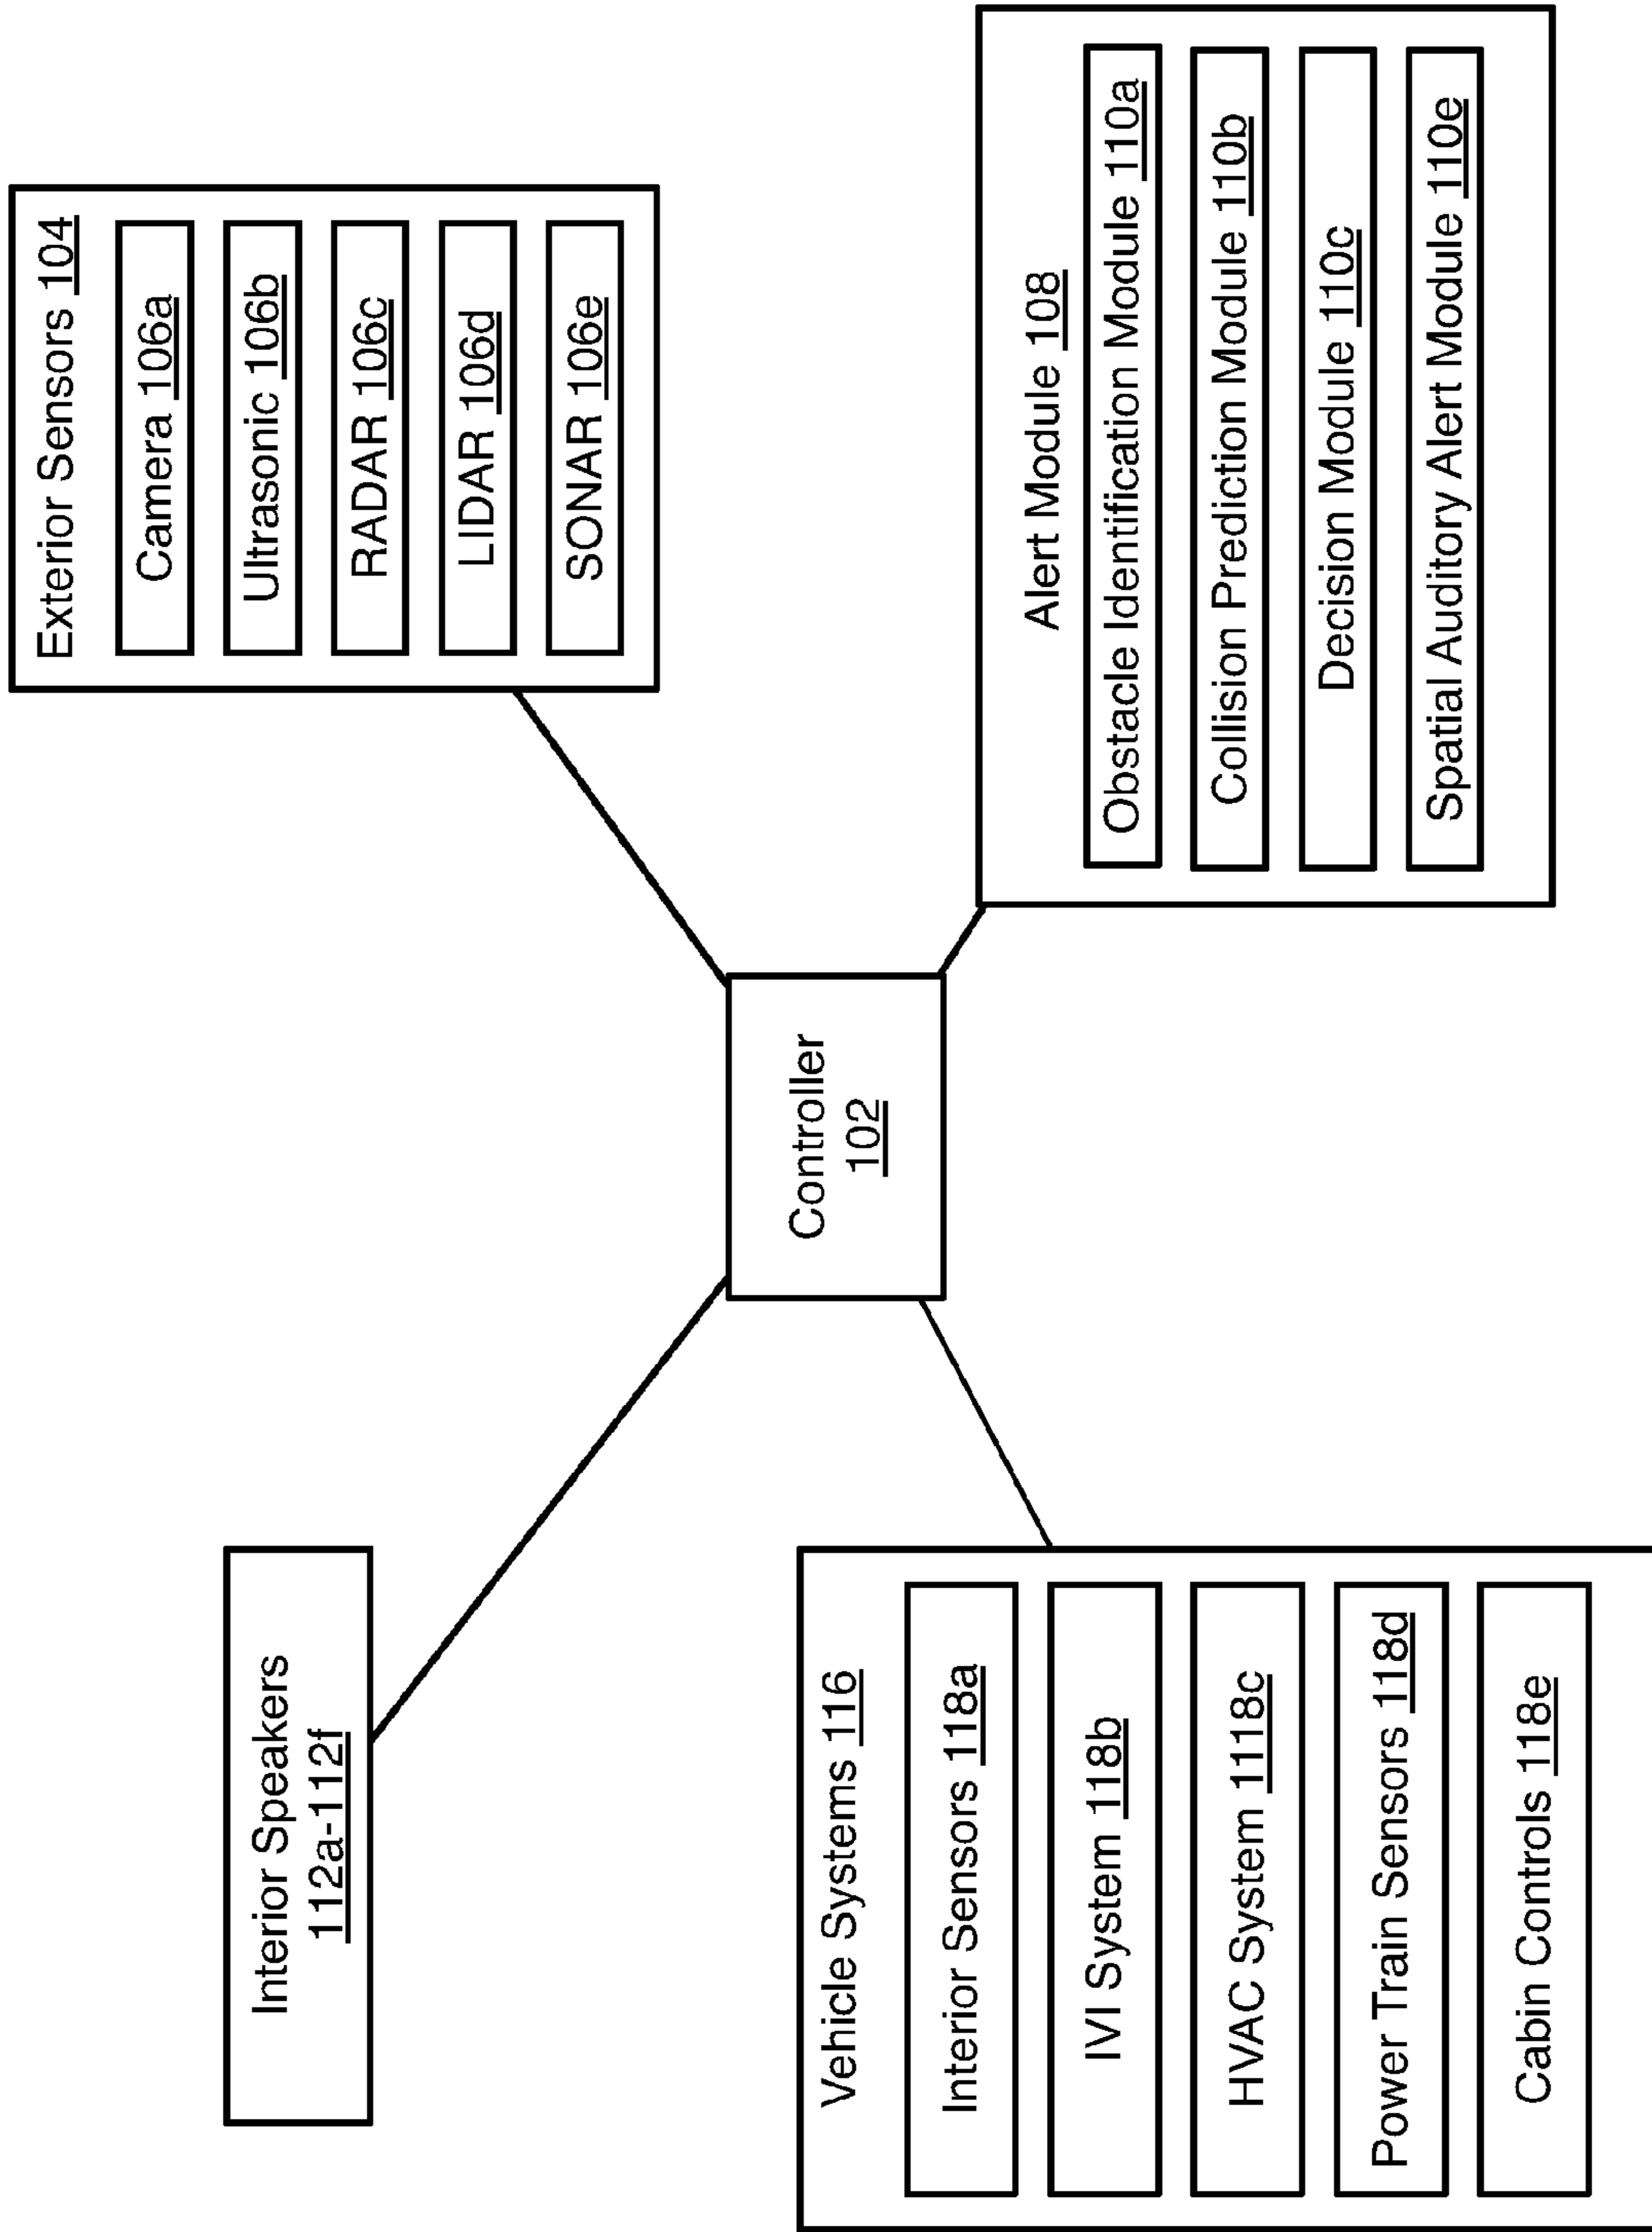 Interior Speakers
112a-112f
Exterior Sensors 104
Camera 106a
Ultrasonic 106b
RADAR 106c
LIDAR 106d
SONAR 106e
Controller
102
Vehicle Systems 116
Interior Sensors 118a
IVI System 118b
HVAC System 1118c
Power Train Sensors 118d
Cabin Controls 118e
Alert Module 108
Obstacle Identification Module 110a
Collision Prediction Module 110b
Decision Module 110c
Spatial Auditory Alert Module 110e